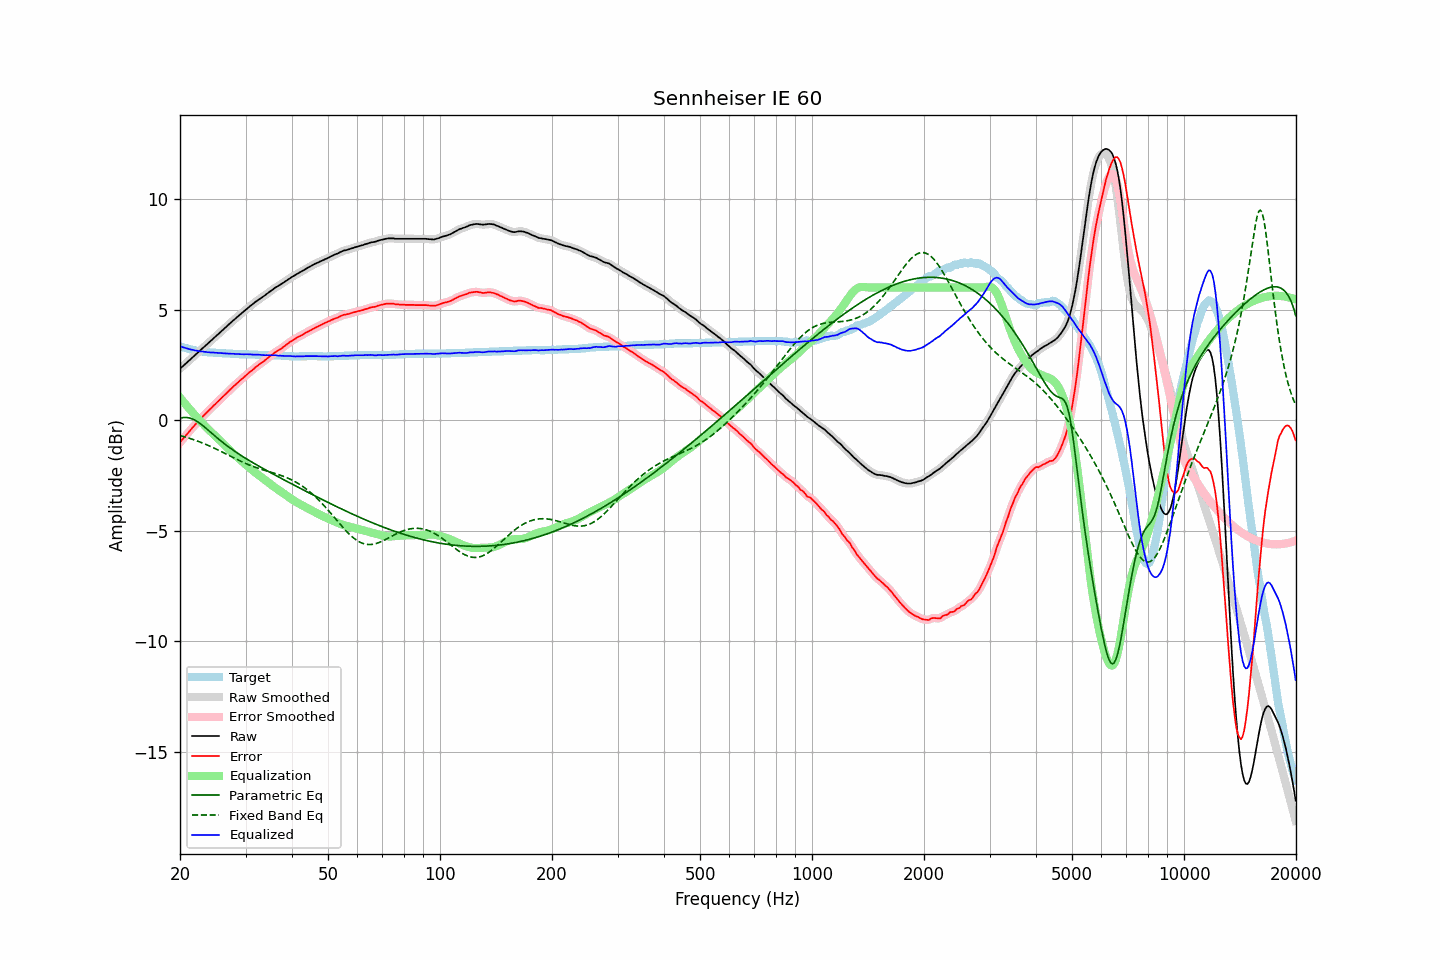 Sennheiser IE 60
Amplitude (dBr)
10
5
0
−5
−10
−15
Target
Raw Smoothed
Error Smoothed
Raw
Error
Equalization
Parametric Eq
Fixed Band Eq
Equalized
20 50 100 200 500 1000 2000 5000 10000 20000
Frequency (Hz)